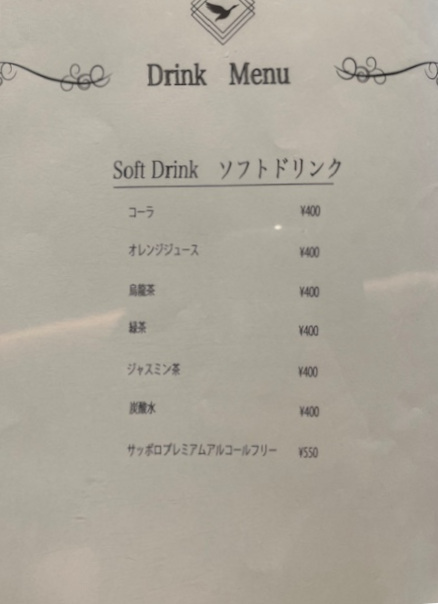 Drink Menu
Soft Drink ソフトドリンク
コーラ ¥400
オレンジジュース ¥400
烏龍茶 ¥400
緑茶 ¥400
ジャスミン茶 ¥400
炭酸水 ¥400
サッポロプレミアムアルコールフリー ¥550